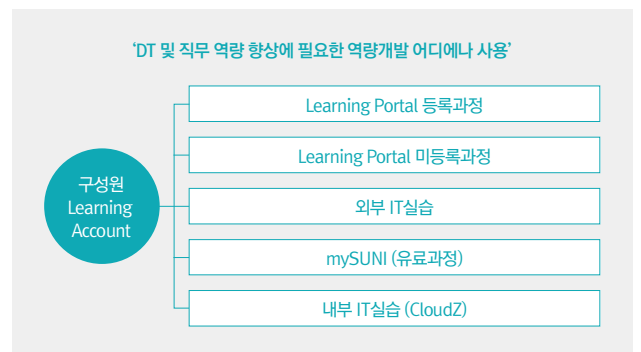 ‘DT 및 직무 역량 향상에 필요한 역량개발 어디에나 사용’
Learning Portal 등록과정
Learning Portal 미등록과정
구성원
Learning
Account
외부 IT실습
mySUNI (유료과정)
내부 IT실습 (CloudZ)